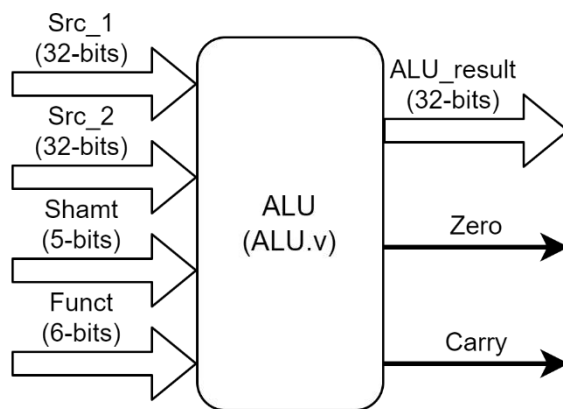 Src_1
(32-bits)
Src_2
(32-bits)
Shamt
(5-bits)
Funct
(6-bits)
ALU
(ALU.v)
ALU_result
(32-bits)
Zero
Carry